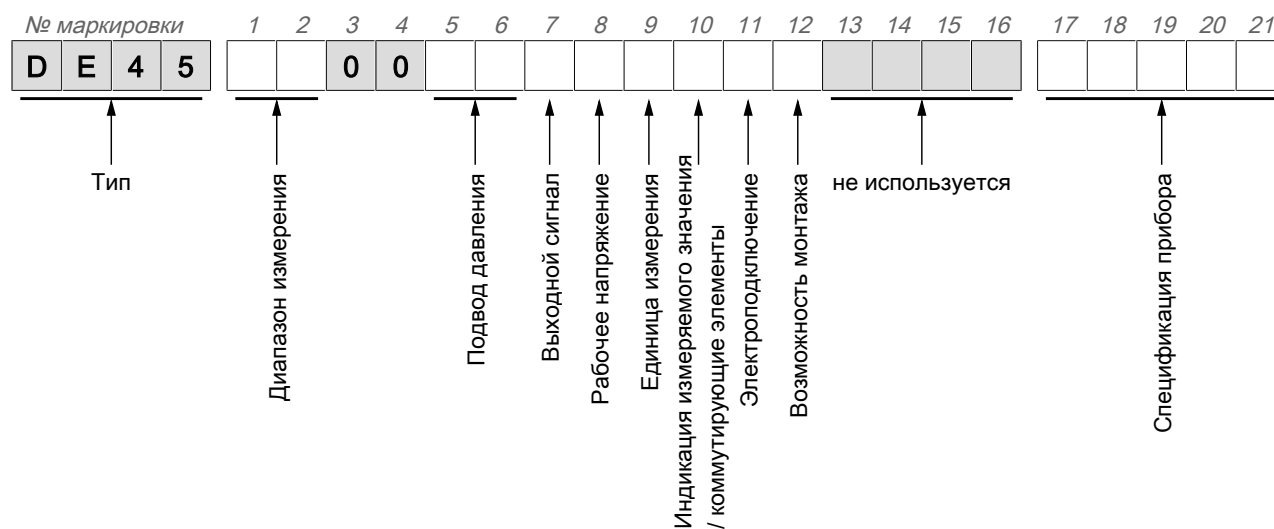 № маркировки 1 2 3 4 5 6 7 8 9 10 11 12 13 14 15 16 17 18 19 20 21
D E 4 5 0 0
Тип
Диапазон измерения
Подвод давления
Выходной сигнал
Рабочее напряжение
Единица измерения
Индикация измеряемого значения
/ коммутирующие элементы
Электроподключение
Возможность монтажа
не используется
Спецификация прибора